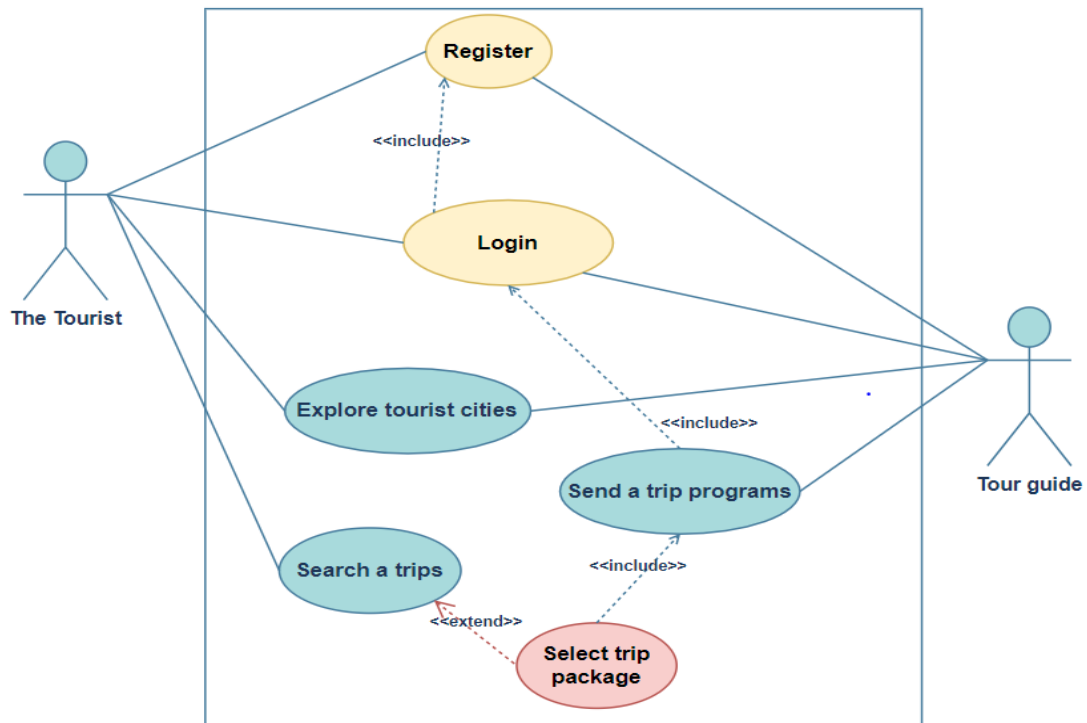 Register
<<include>>
Login
The Tourist
Explore tourist cities
<<include>>
Send a trip programs
Tour guide
Search a trips
<<include>>
<<extend>>
Select trip
package